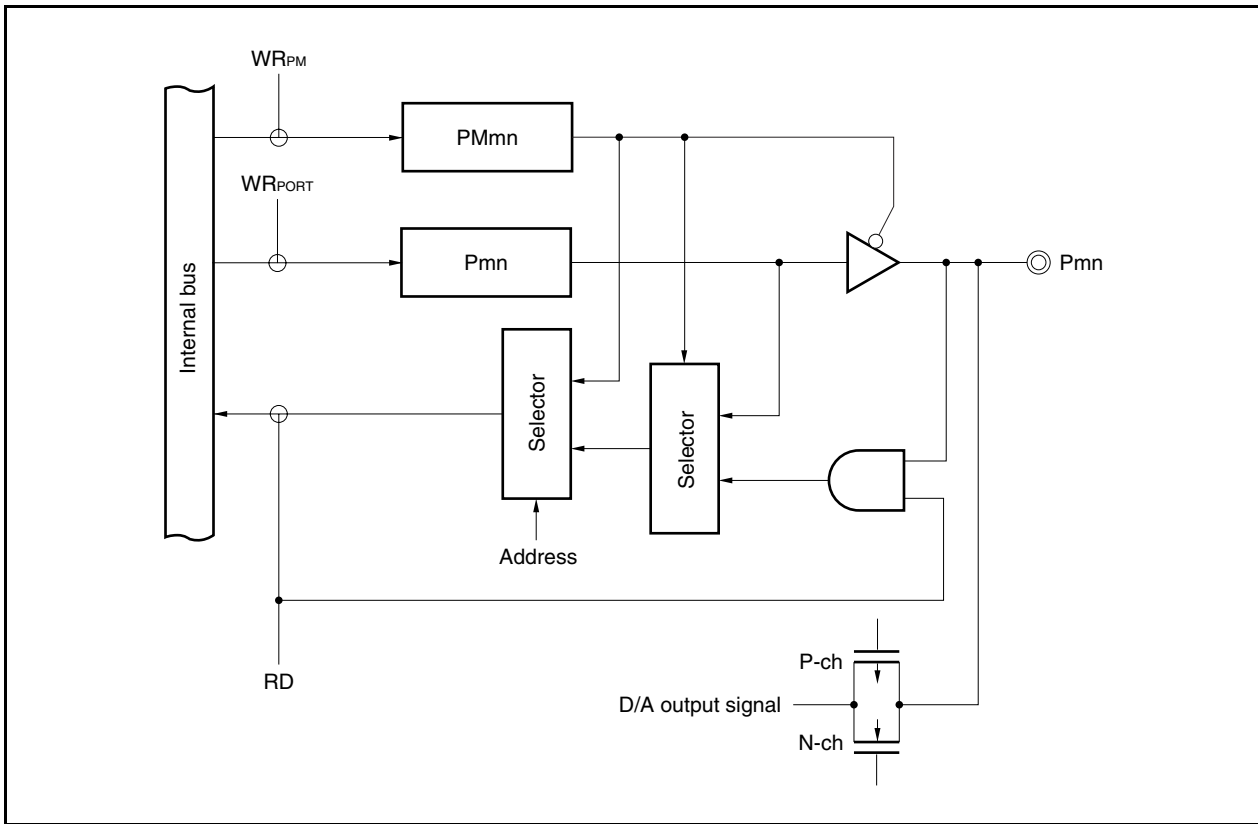 WRPM
PMmn
WRPORT
Pmn
Pmn
Internal bus
Selector
Selector
Address
RD
P-ch
D/A output signal
N-ch